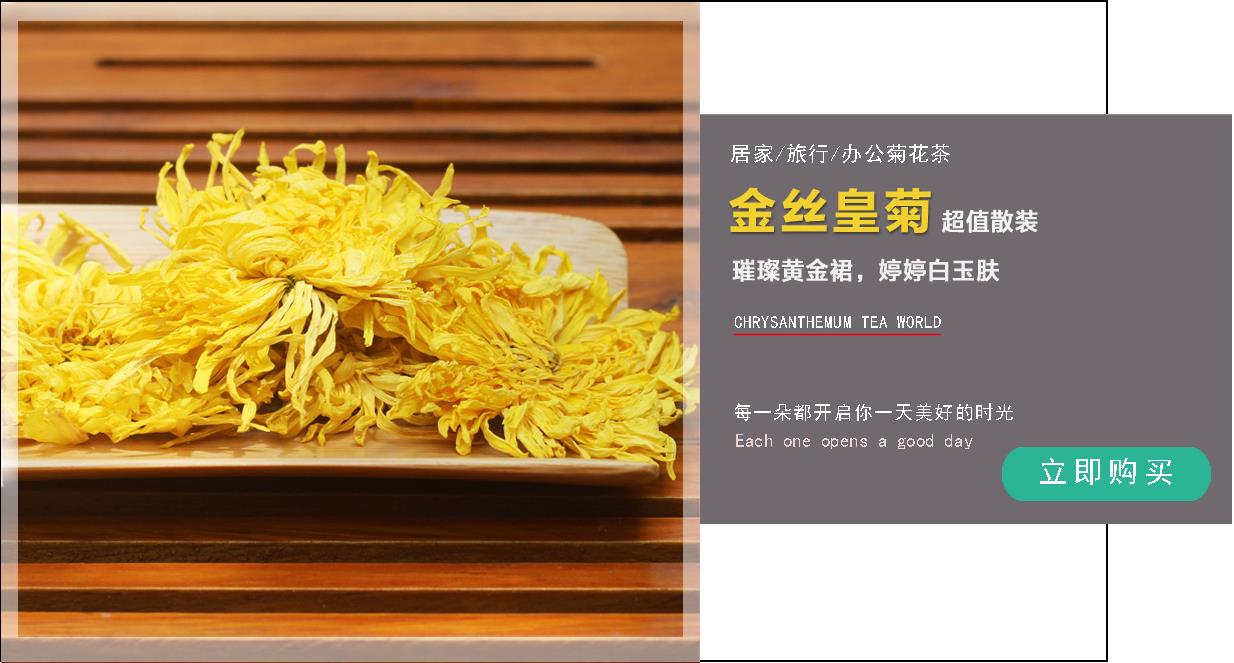 居家/旅行/办公菊花茶
金丝皇菊 超值散装
璀璨黄金裙，婷婷白玉肤
CHRYSANTHEMUM TEA WORLD
每一朵都开启你一天美好的时光
Each one opens a good day
立即购买